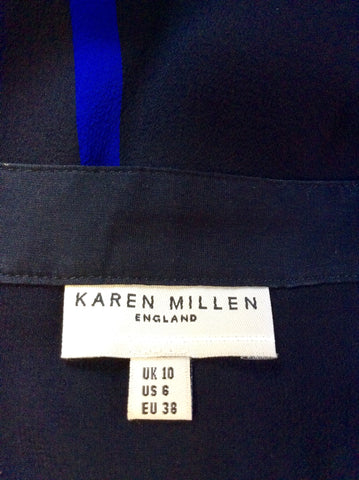 KAREN MILLEN
ENGLAND
UK 10
US 6
EU 38